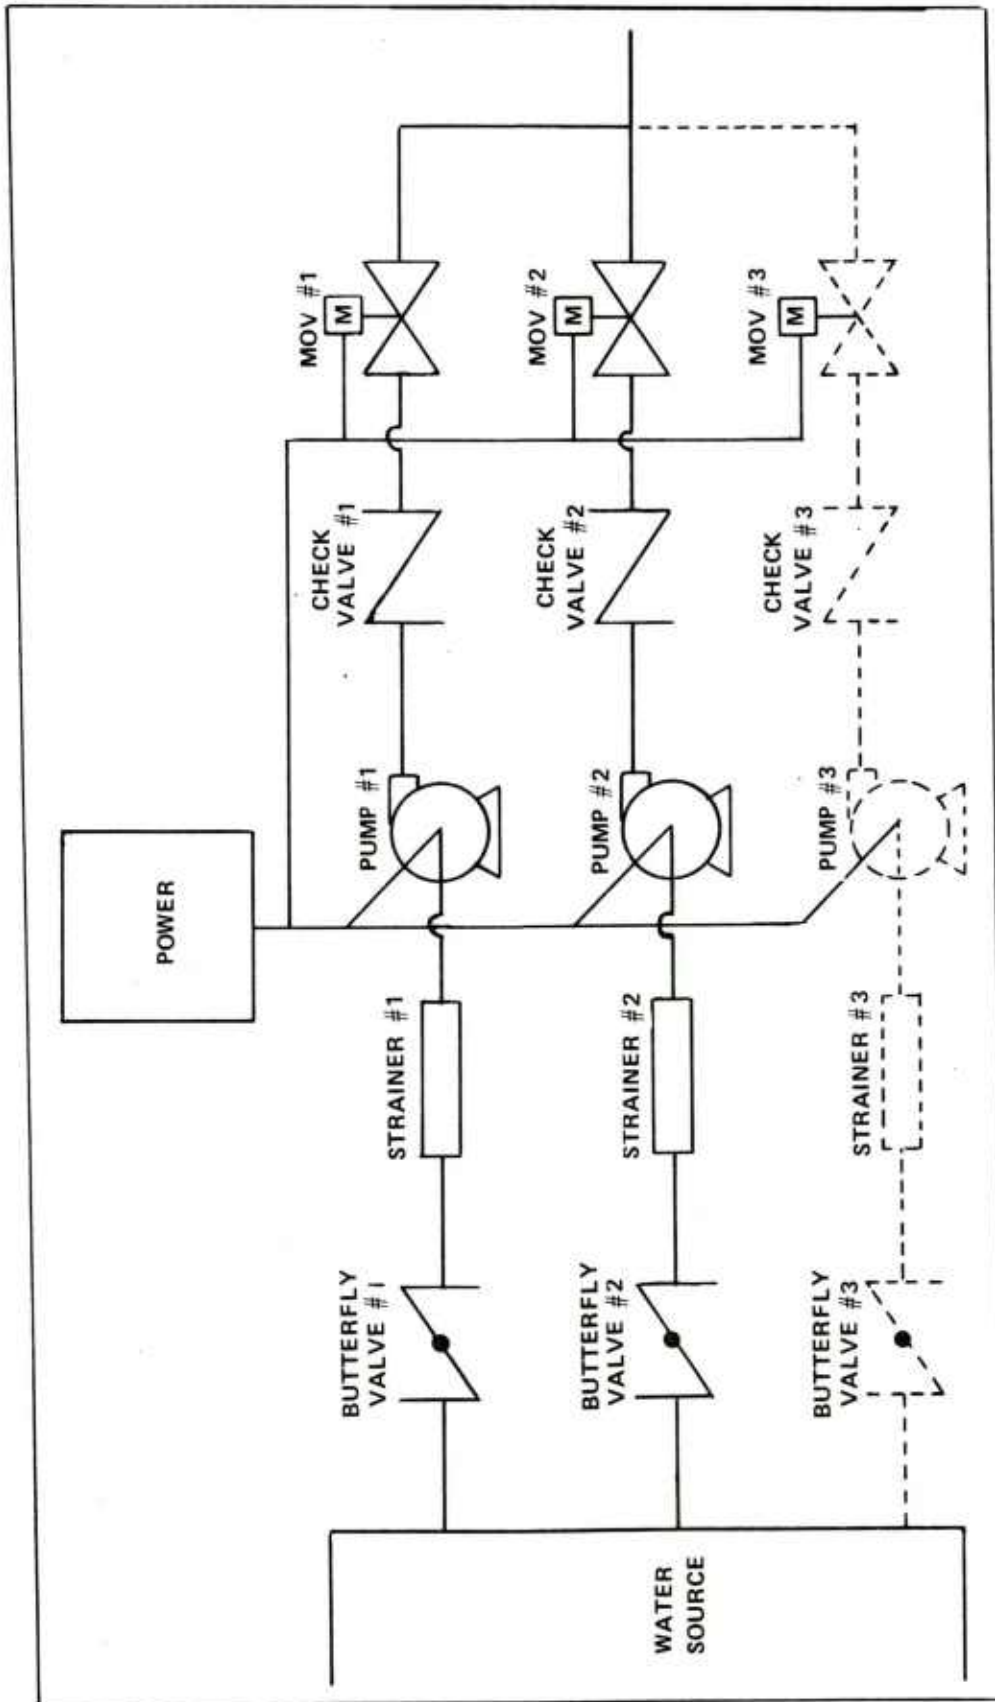 POWER
MOV #1
M
MOV #2
M
MOV #3
M
CHECK
VALVE #1
CHECK
VALVE #2
CHECK
VALVE #3
PUMP #1
PUMP #2
PUMP #3
STRAINER #1
STRAINER #2
STRAINER #3
BUTTERFLY
VALVE #1
BUTTERFLY
VALVE #2
BUTTERFLY
VALVE #3
WATER
SOURCE